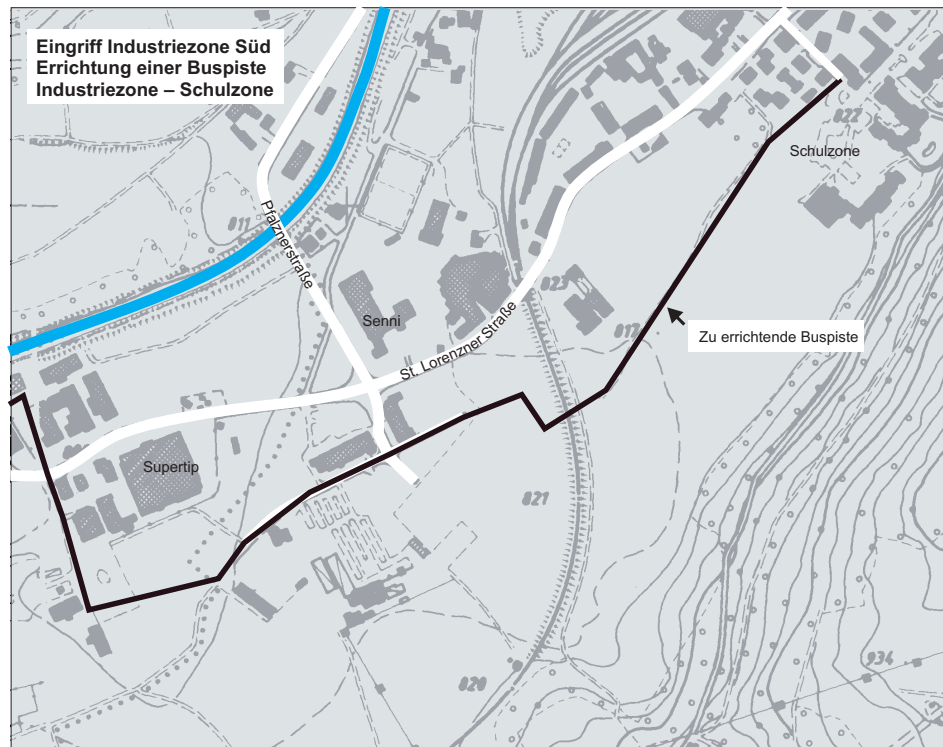 Eingriff Industriezone Süd
Errichtung einer Buspiste
Industriezone – Schulzone
822
Schulzone
811
Pfalznerstraße
823
Senni
817
Zu errichtende Buspiste
St. Lorenzner Straße
Supertip
821
934
820